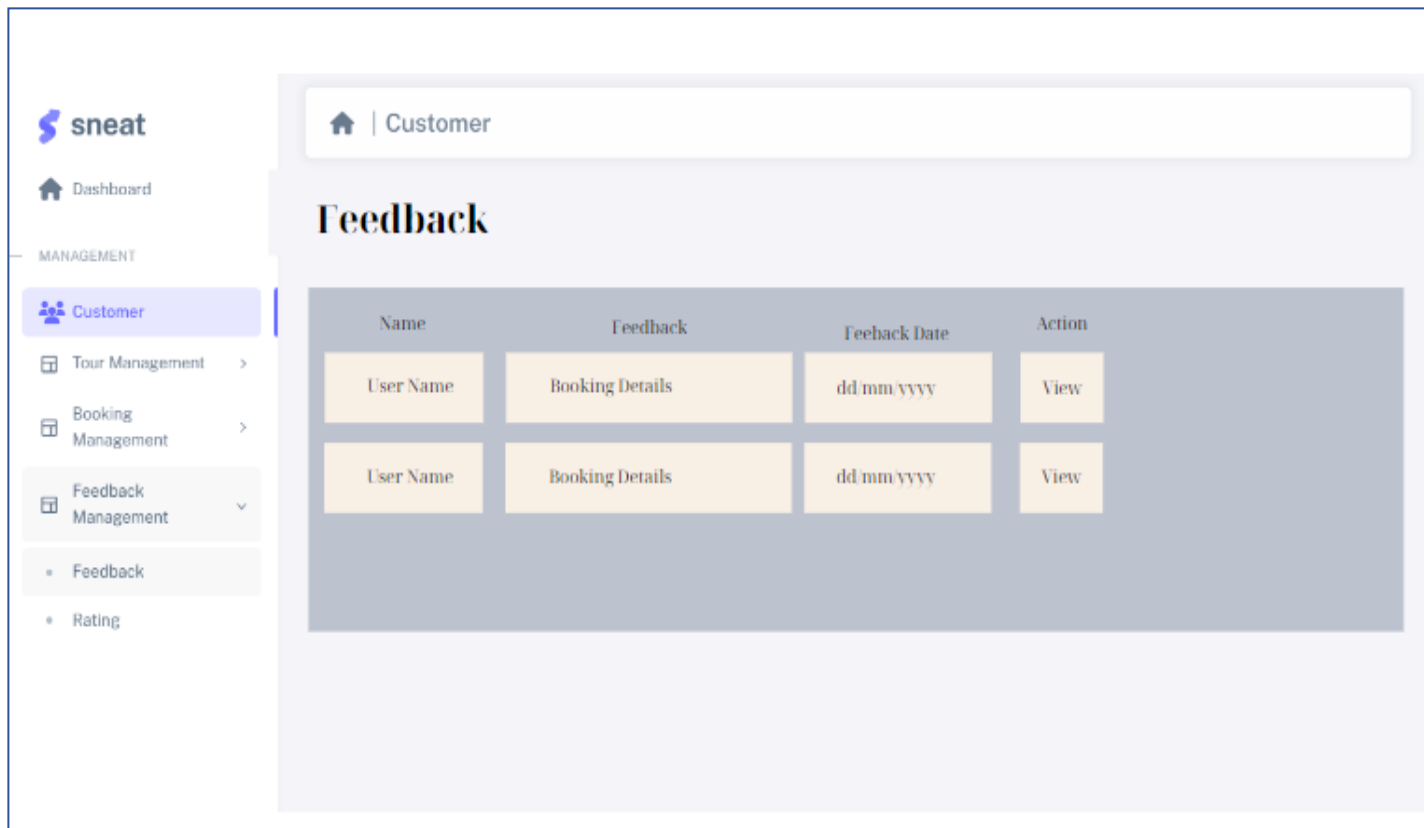 sneat
Dashboard
MANAGEMENT
Customer
Tour Management
Booking
Management
Feedback
Management
Feedback
Rating
| Customer
Feedback
Name Feedback Feeback Date Action
User Name Booking Details dd/mm/yyyy View
User Name Booking Details dd/mm/yyyy View